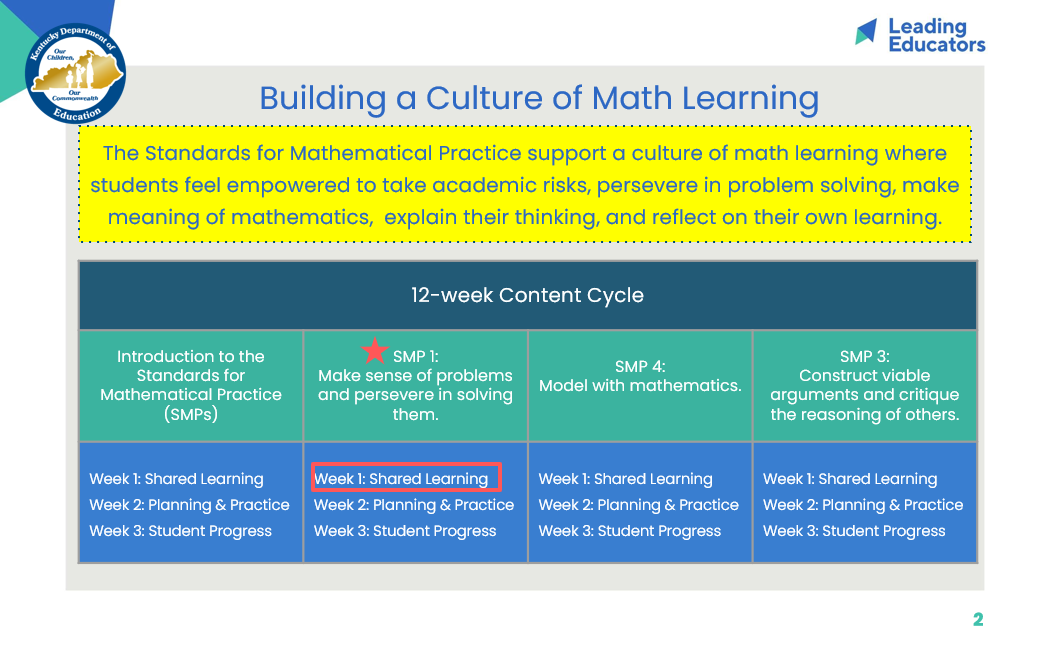 Kentucky Department of
Our
Children,
Our
Commonwealth
Education
Leading
Educators
Building a Culture of Math Learning
The Standards for Mathematical Practice support a culture of math learning where
students feel empowered to take academic risks, persevere in problem solving, make
meaning of mathematics,  explain their thinking, and reflect on their own learning.
12-week Content Cycle
Introduction to the
Standards for
Mathematical Practice
(SMPs)
SMP 1:
Make sense of problems
and persevere in solving
them.
SMP 4:
Model with mathematics.
SMP 3:
Construct viable
arguments and critique
the reasoning of others.
Week 1: Shared Learning
Week 2: Planning & Practice
Week 3: Student Progress
Week 1: Shared Learning
Week 2: Planning & Practice
Week 3: Student Progress
Week 1: Shared Learning
Week 2: Planning & Practice
Week 3: Student Progress
Week 1: Shared Learning
Week 2: Planning & Practice
Week 3: Student Progress
2